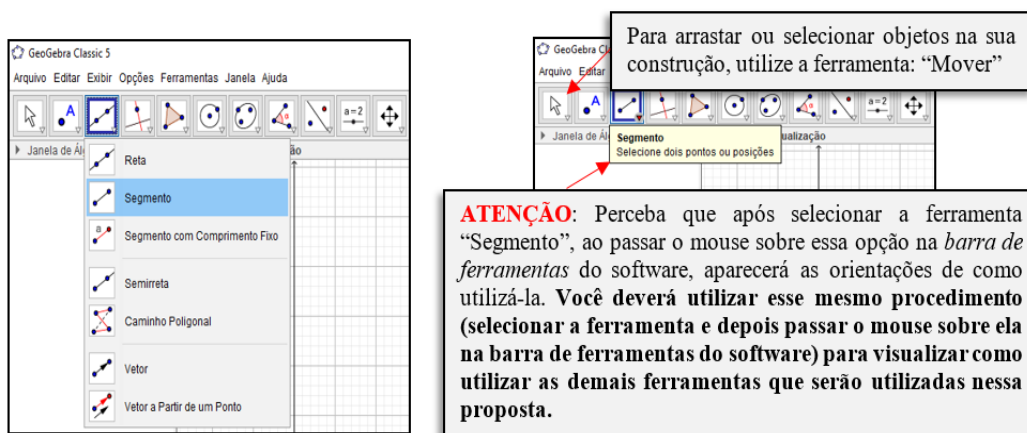 GeoGebra Classic 5
Arquivo Editar Exibir Opções Ferramentas Janela Ajuda
A
a=2
Janela de Ál
ão
Reta
Segmento
a
Segmento com Comprimento Fixo
Semirreta
Caminho Poligonal
Vetor
Vetor a Partir de um Ponto
Para arrastar ou selecionar objetos na sua
construção, utilize a ferramenta: “Mover”
GeoGebra Cl
Arquivo Editar
A
a=2
Janela de Ál
ualização
Segmento
Selecione dois pontos ou posições
ATENÇÃO: Perceba que após selecionar a ferramenta
“Segmento”, ao passar o mouse sobre essa opção na barra de
ferramentas do software, aparecerá as orientações de como
utilizá-la. Você deverá utilizar esse mesmo procedimento
(selecionar a ferramenta e depois passar o mouse sobre ela
na barra de ferramentas do software) para visualizar como
utilizar as demais ferramentas que serão utilizadas nessa
proposta.